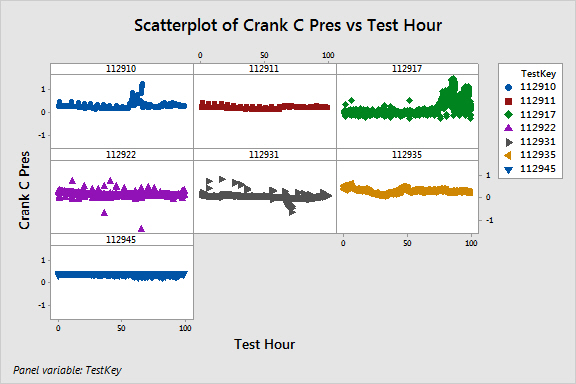 Scatterplot of Crank C Pres vs Test Hour
0 50 100
112910 112911 112917
1
0
-1
112922 112931 112935
1
0
-1
0 50 100
112945
1
0
-1
0 50 100
Crank C Pres
Test Hour
TestKey
112910
112911
112917
112922
112931
112935
112945
Panel variable: TestKey